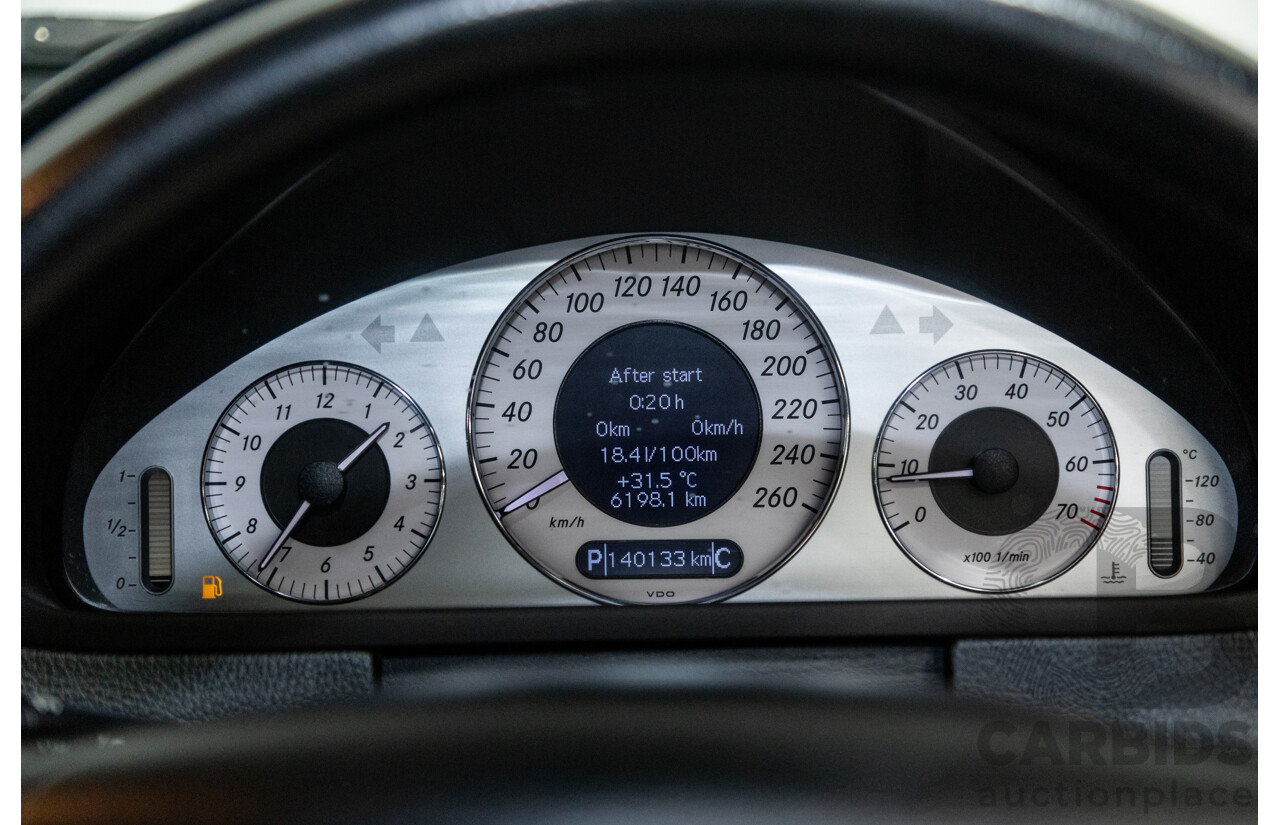 120 140
100 160
80 180
60 200
40 220
20 240
0 260
km/h
After start
0:20 h
0km 0km/h
18.4l/100km
+31.5 °C
6198.1 km
P 140133 km C
VDO
12
11 1
10 2
9 3
8 4
7 5
6
1
1/2
0
30 40
20 50
10 60
0 70
x100 1/min
°C
120
80
40
CARBIDS
auctionplace